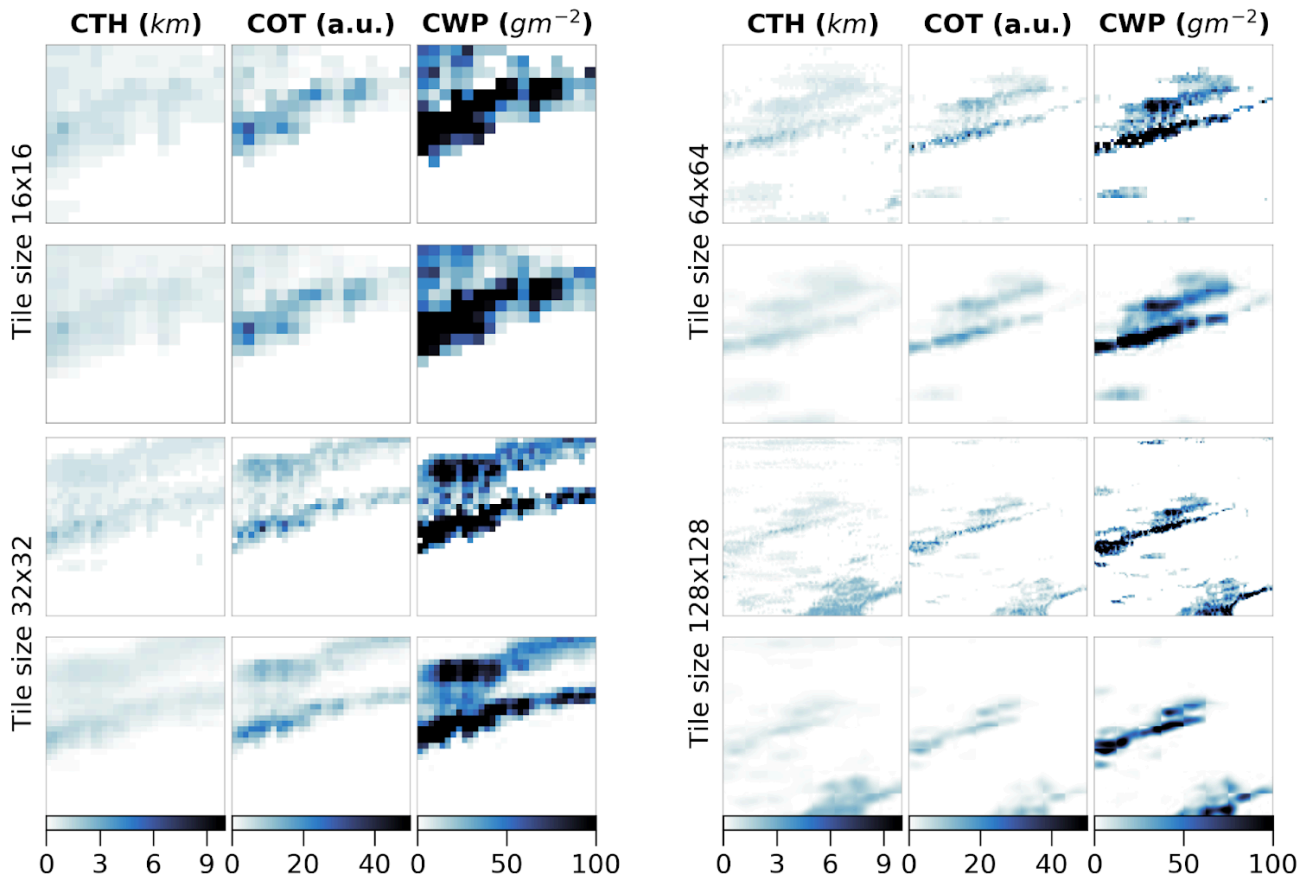 CTH (km) COT (a.u.) CWP (gm⁻²)
Tile size 16x16
Tile size 32x32
0 3 6 9 0 20 40 0 50 100
CTH (km) COT (a.u.) CWP (gm⁻²)
Tile size 64x64
Tile size 128x128
0 3 6 9 0 20 40 0 50 100